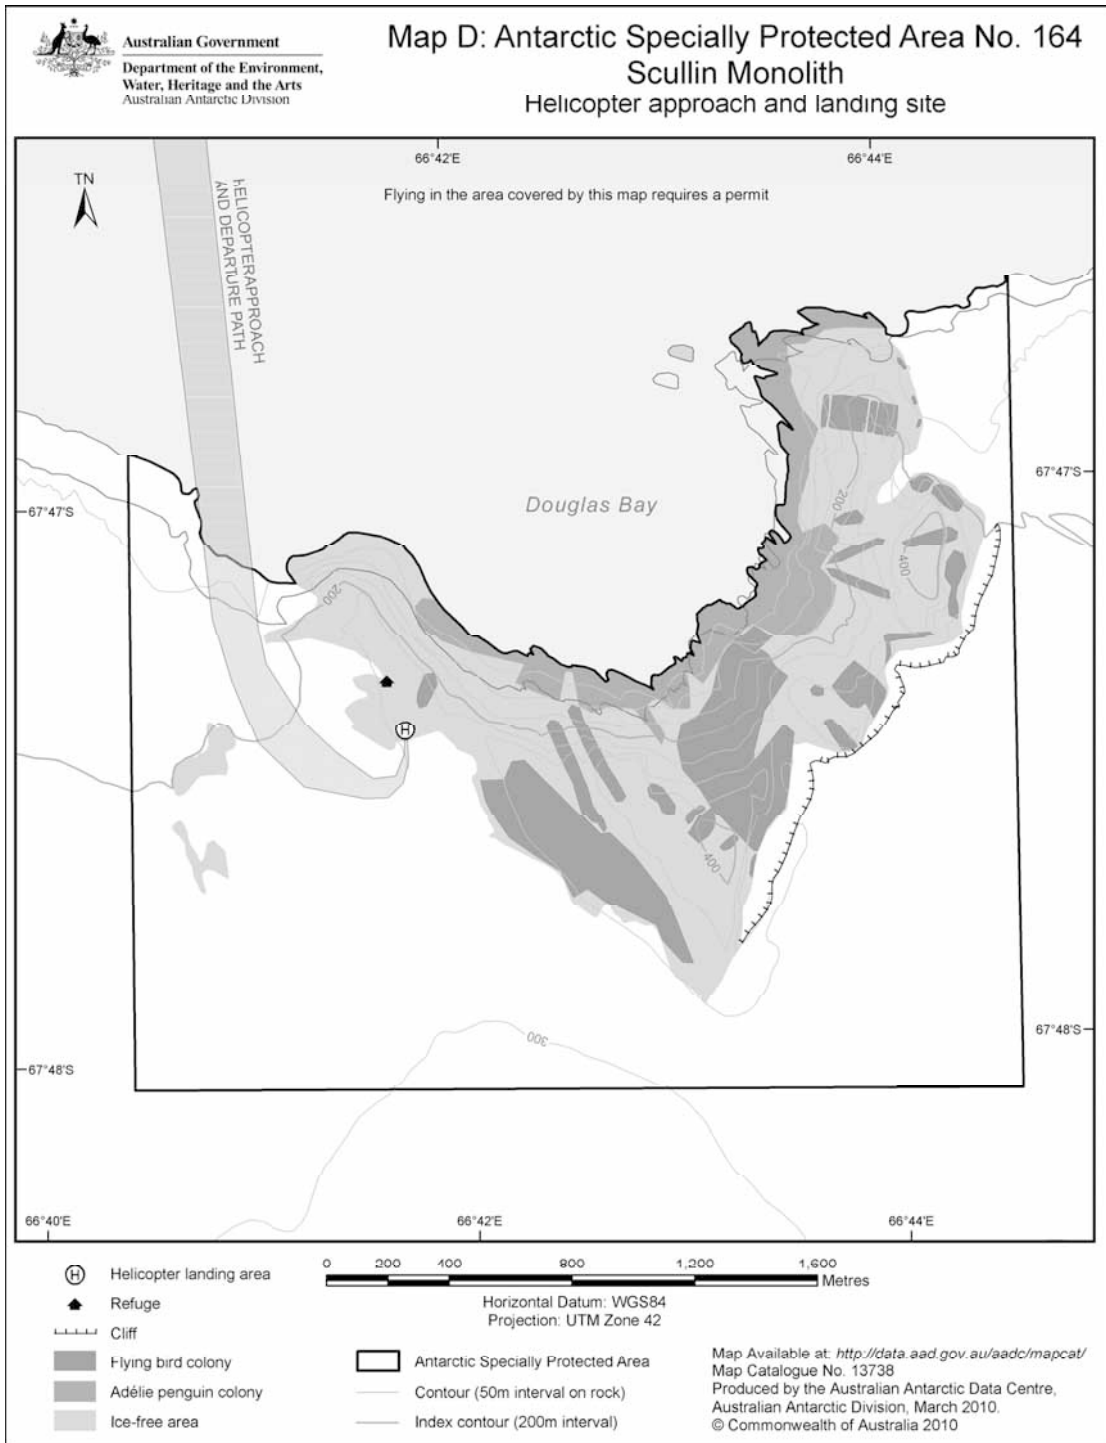 Australian Government
Department of the Environment,
Water, Heritage and the Arts
Australian Antarctic Division
Map D: Antarctic Specially Protected Area No. 164
Scullin Monolith
Helicopter approach and landing site
66°42'E
66°44'E
TN
Flying in the area covered by this map requires a permit
HELICOPTER APPROACH
AND DEPARTURE PATH
67°47'S
67°47'S
Douglas Bay
200
400
200
H
400
300
67°48'S
67°48'S
66°40'E
66°42'E
66°44'E
H
Helicopter landing area
Refuge
Cliff
Flying bird colony
Adélie penguin colony
Ice-free area
0 200 400 800 1,200 1,600
Metres
Horizontal Datum: WGS84
Projection: UTM Zone 42
Antarctic Specially Protected Area
Contour (50m interval on rock)
Index contour (200m interval)
Map Available at: http://data.aad.gov.au/aadc/mapcat/
Map Catalogue No. 13738
Produced by the Australian Antarctic Data Centre,
Australian Antarctic Division, March 2010.
© Commonwealth of Australia 2010